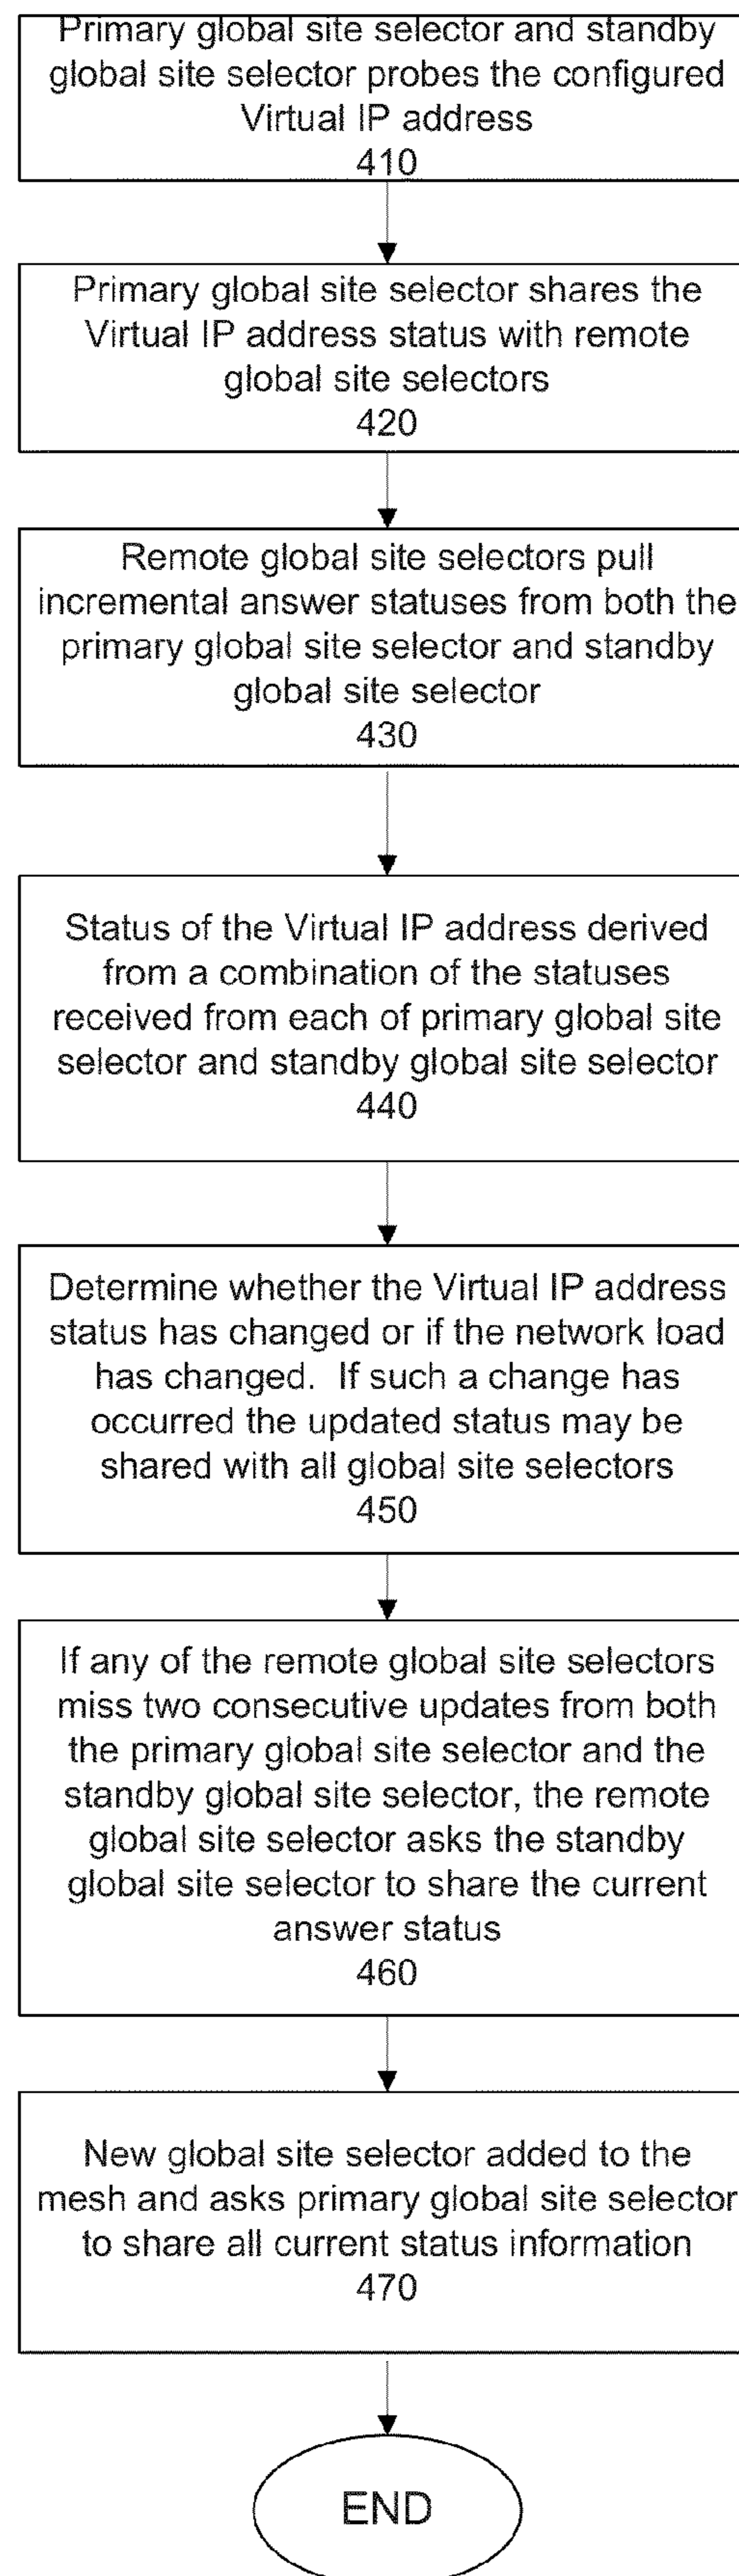 Primary global site selector and standby
global site selector probes the configured
Virtual IP address
410
Primary global site selector shares the
Virtual IP address status with remote
global site selectors
420
Remote global site selectors pull
incremental answer statuses from both the
primary global site selector and standby
global site selector
430
Status of the Virtual IP address derived
from a combination of the statuses
received from each of primary global site
selector and standby global site selector
440
Determine whether the Virtual IP address
status has changed or if the network load
has changed.  If such a change has
occurred the updated status may be
shared with all global site selectors
450
If any of the remote global site selectors
miss two consecutive updates from both
the primary global site selector and the
standby global site selector, the remote
global site selector asks the standby
global site selector to share the current
answer status
460
New global site selector added to the
mesh and asks primary global site selector
to share all current status information
470
END